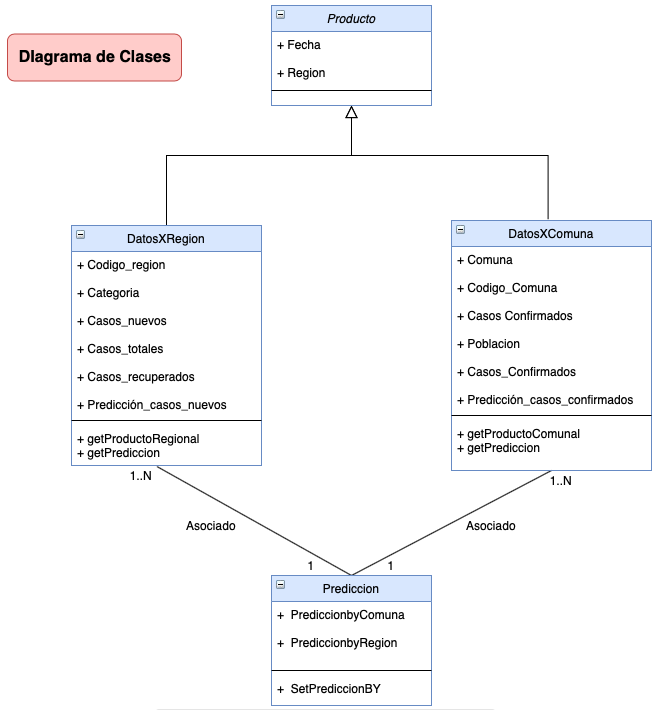 DIagrama de Clases
Producto
+ Fecha
+ Region
DatosXRegion
+ Codigo_region
+ Categoria
+ Casos_nuevos
+ Casos_totales
+ Casos_recuperados
+ Predicción_casos_nuevos
+ getProductoRegional
+ getPrediccion
DatosXComuna
+ Comuna
+ Codigo_Comuna
+ Casos Confirmados
+ Poblacion
+ Casos_Confirmados
+ Predicción_casos_confirmados
+ getProductoComunal
+ getPrediccion
1..N
1..N
Asociado
Asociado
1
1
Prediccion
+ PrediccionbyComuna
+ PrediccionbyRegion
+ SetPrediccionBY